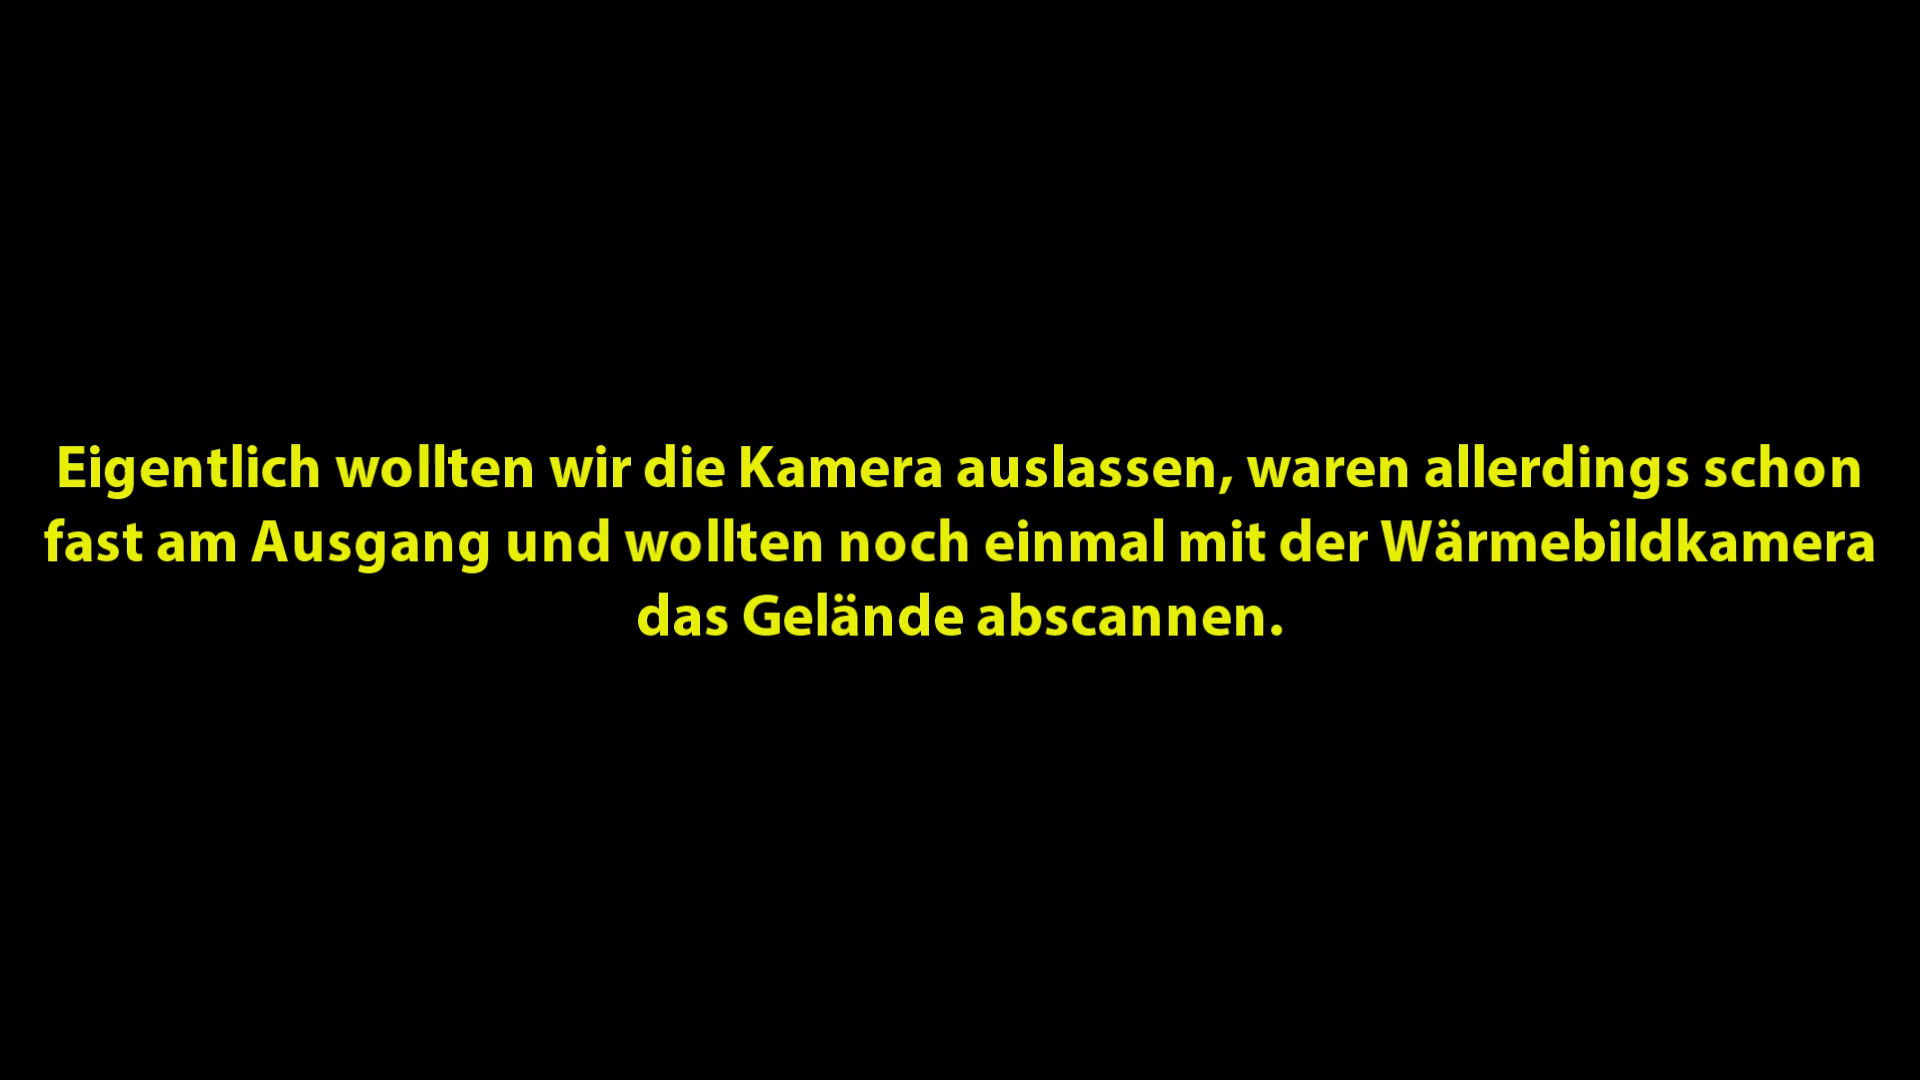 Eigentlich wollten wir die Kamera auslassen, waren allerdings schon
fast am Ausgang und wollten noch einmal mit der Wärmebildkamera
das Gelände abscannen.